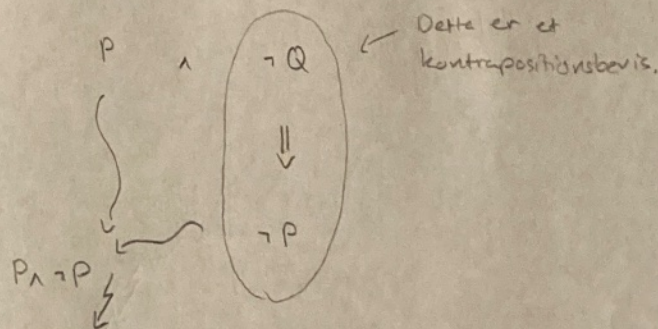 P ∧ ¬Q
Dette er et
kontrapositionsbevis.
⇓
¬P
P∧¬P